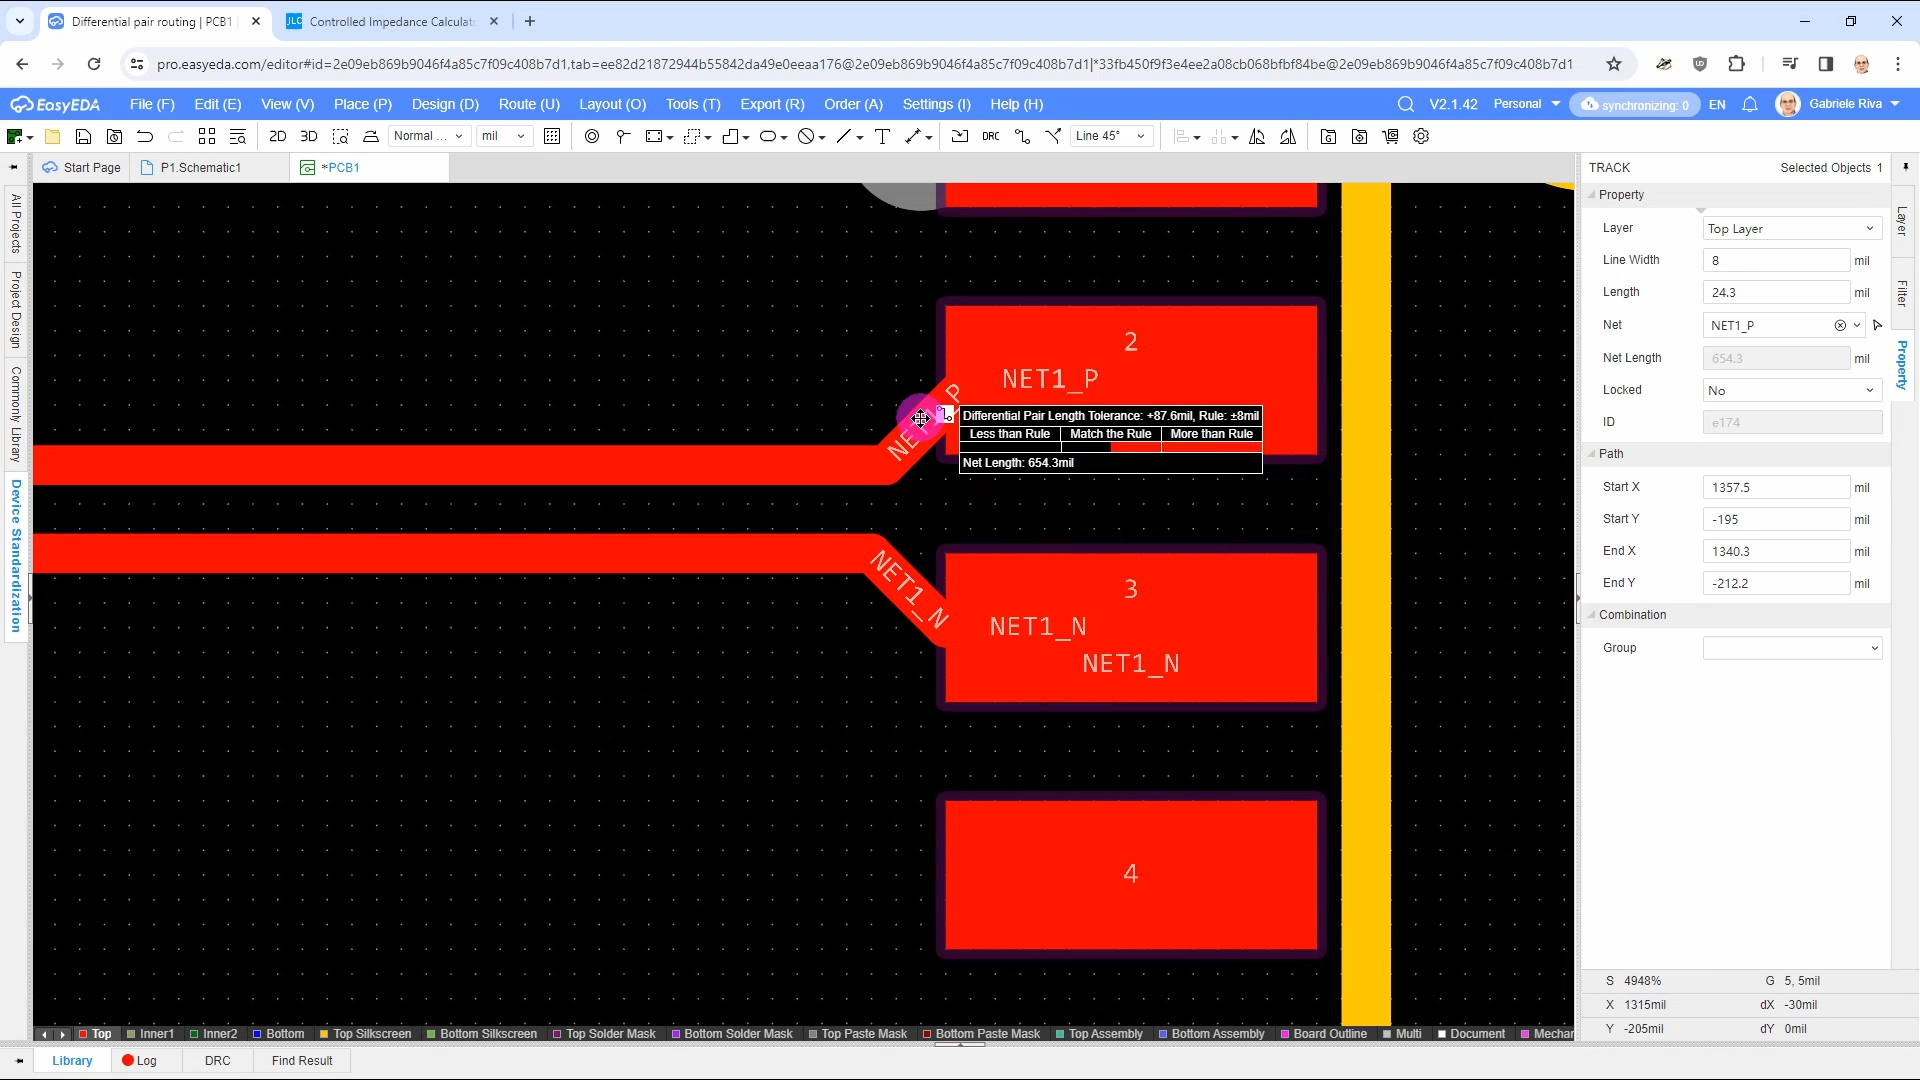 Differential pair routing | PCB1
Controlled Impedance Calculat
pro.easyeda.com/editor#id=2e09eb869b9046f4a85c7f09c408b7d1,tab=ee82d21872944b55842da49e0eeaa176@2e09eb869b9046f4a85c7f09c408b7d1|*33fb450f9f3e4ee2a08cb068bfbf84be@2e09eb869b9046f4a85c7f09c408b7d1
EasyEDA File (F) Edit (E) View (V) Place (P) Design (D) Route (U) Layout (O) Tools (T) Export (R) Order (A) Settings (I) Help (H) V2.1.42 Personal synchronizing: 0 EN Gabriele Riva
2D 3D Normal ... mil DRC Line 45°
Start Page P1.Schematic1 *PCB1
All Projects
Project Design
Commonly Library
Device Standardization
2
NET1_P
NET1_P
Differential Pair Length Tolerance: +87.6mil, Rule: ±8mil
Less than Rule Match the Rule More than Rule
Net Length: 654.3mil
NET1_N
3
NET1_N
NET1_N
4
TRACK Selected Objects 1
Property
Layer Top Layer
Line Width 8 mil
Length 24.3 mil
Net NET1_P
Net Length 654.3 mil
Locked No
ID e174
Path
Start X 1357.5 mil
Start Y -195 mil
End X 1340.3 mil
End Y -212.2 mil
Combination
Group
Layer
Filter
Property
S 4948% G 5, 5mil
X 1315mil dX -30mil
Y -205mil dY 0mil
Top Inner1 Inner2 Bottom Top Silkscreen Bottom Silkscreen Top Solder Mask Bottom Solder Mask Top Paste Mask Bottom Paste Mask Top Assembly Bottom Assembly Board Outline Multi Document Mechar
Library Log DRC Find Result